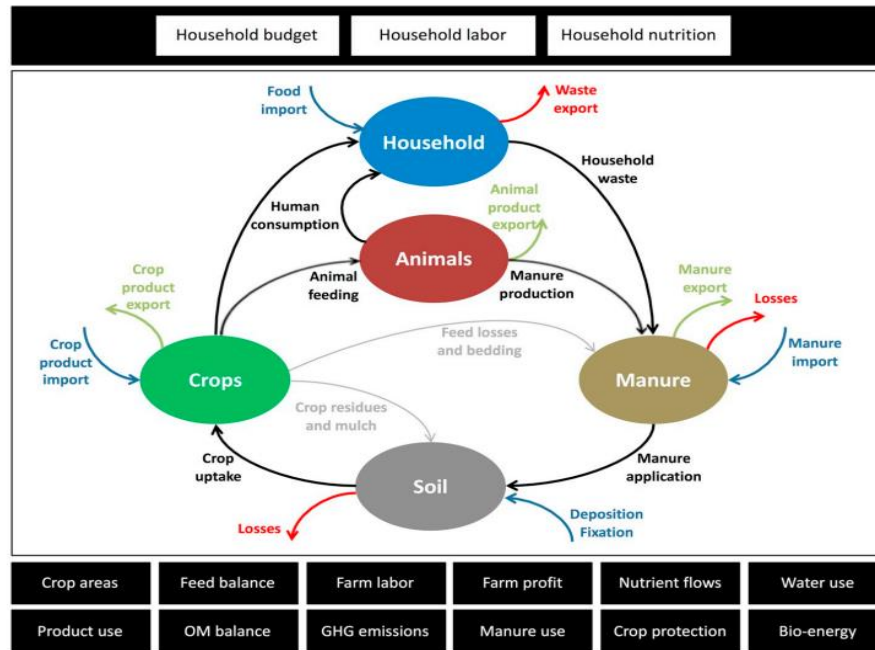 Household budget
Household labor
Household nutrition
Food
import
Waste
export
Household
Household
waste
Human
consumption
Animal
product
export
Animals
Animal
feeding
Manure
production
Crop
product
export
Manure
export
Losses
Crop
product
import
Feed losses
and bedding
Manure
import
Crops
Manure
Crop residues
and mulch
Crop
uptake
Manure
application
Soil
Losses
Deposition
Fixation
Crop areas
Feed balance
Farm labor
Farm profit
Nutrient flows
Water use
Product use
OM balance
GHG emissions
Manure use
Crop protection
Bio-energy